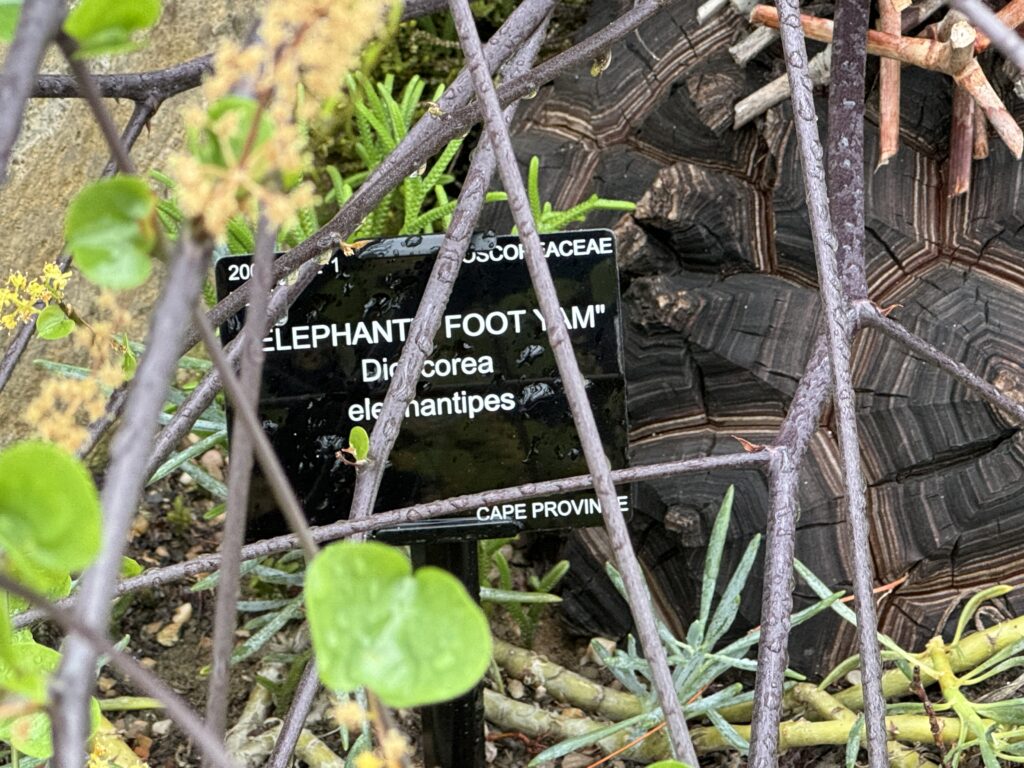 ELEPHANT FOOT YAM"
Dioscorea
elephantipes
CAPE PROVINCE